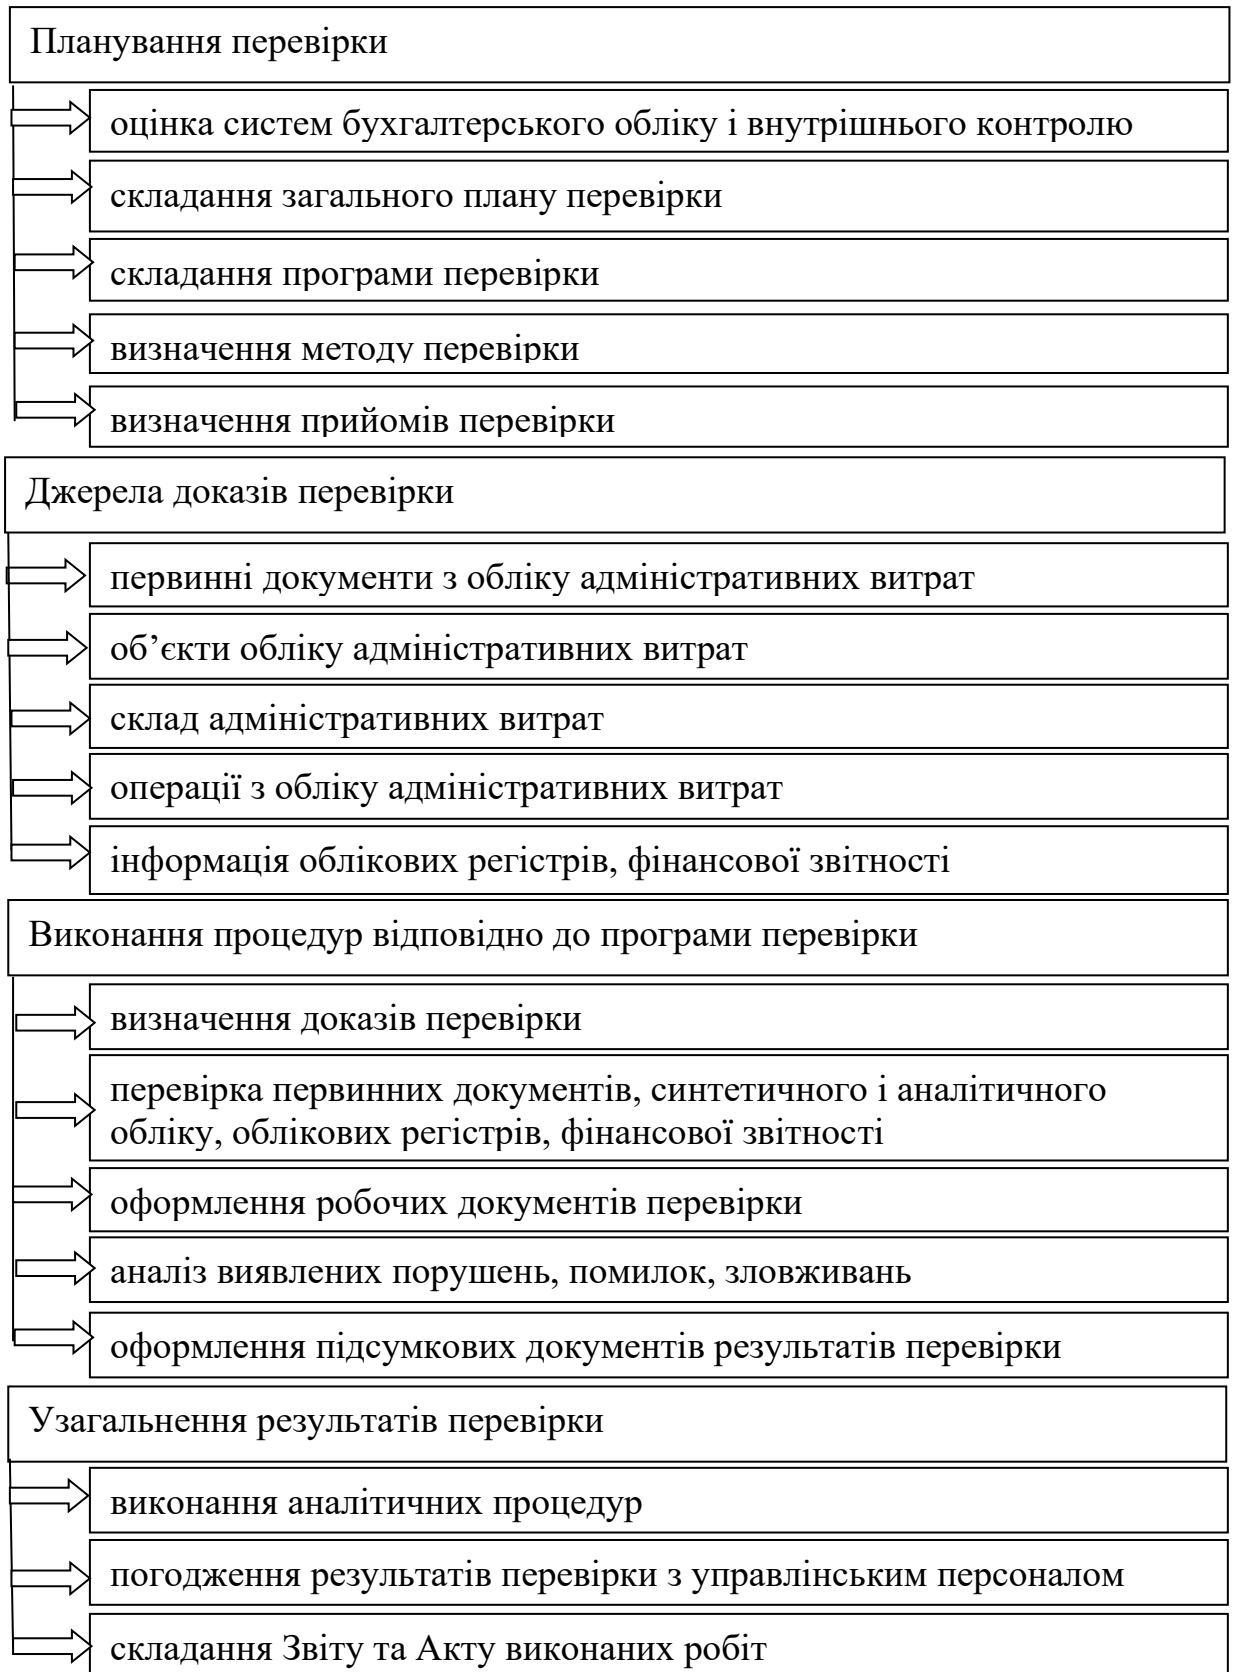 Планування перевірки
оцінка систем бухгалтерського обліку і внутрішнього контролю
складання загального плану перевірки
складання програми перевірки
визначення методу перевірки
визначення прийомів перевірки
Джерела доказів перевірки
первинні документи з обліку адміністративних витрат
об’єкти обліку адміністративних витрат
склад адміністративних витрат
операції з обліку адміністративних витрат
інформація облікових регістрів, фінансової звітності
Виконання процедур відповідно до програми перевірки
визначення доказів перевірки
перевірка первинних документів, синтетичного і аналітичного
обліку, облікових регістрів, фінансової звітності
оформлення робочих документів перевірки
аналіз виявлених порушень, помилок, зловживань
оформлення підсумкових документів результатів перевірки
Узагальнення результатів перевірки
виконання аналітичних процедур
погодження результатів перевірки з управлінським персоналом
складання Звіту та Акту виконаних робіт